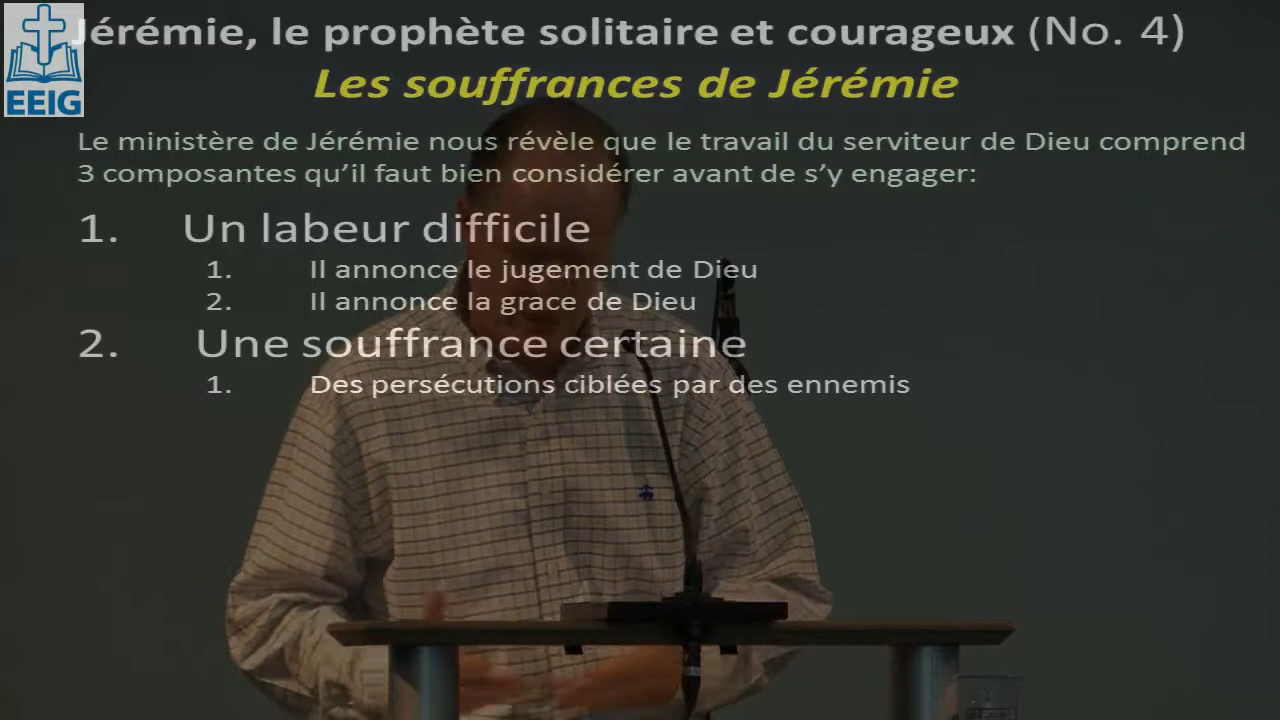 EEIG
Jérémie, le prophète solitaire et courageux (No. 4)
Les souffrances de Jérémie
Le ministère de Jérémie nous révèle que le travail du serviteur de Dieu comprend
3 composantes qu’il faut bien considérer avant de s’y engager:
1. Un labeur difficile
1. Il annonce le jugement de Dieu
2. Il annonce la grace de Dieu
2. Une souffrance certaine
1. Des persécutions ciblées par des ennemis